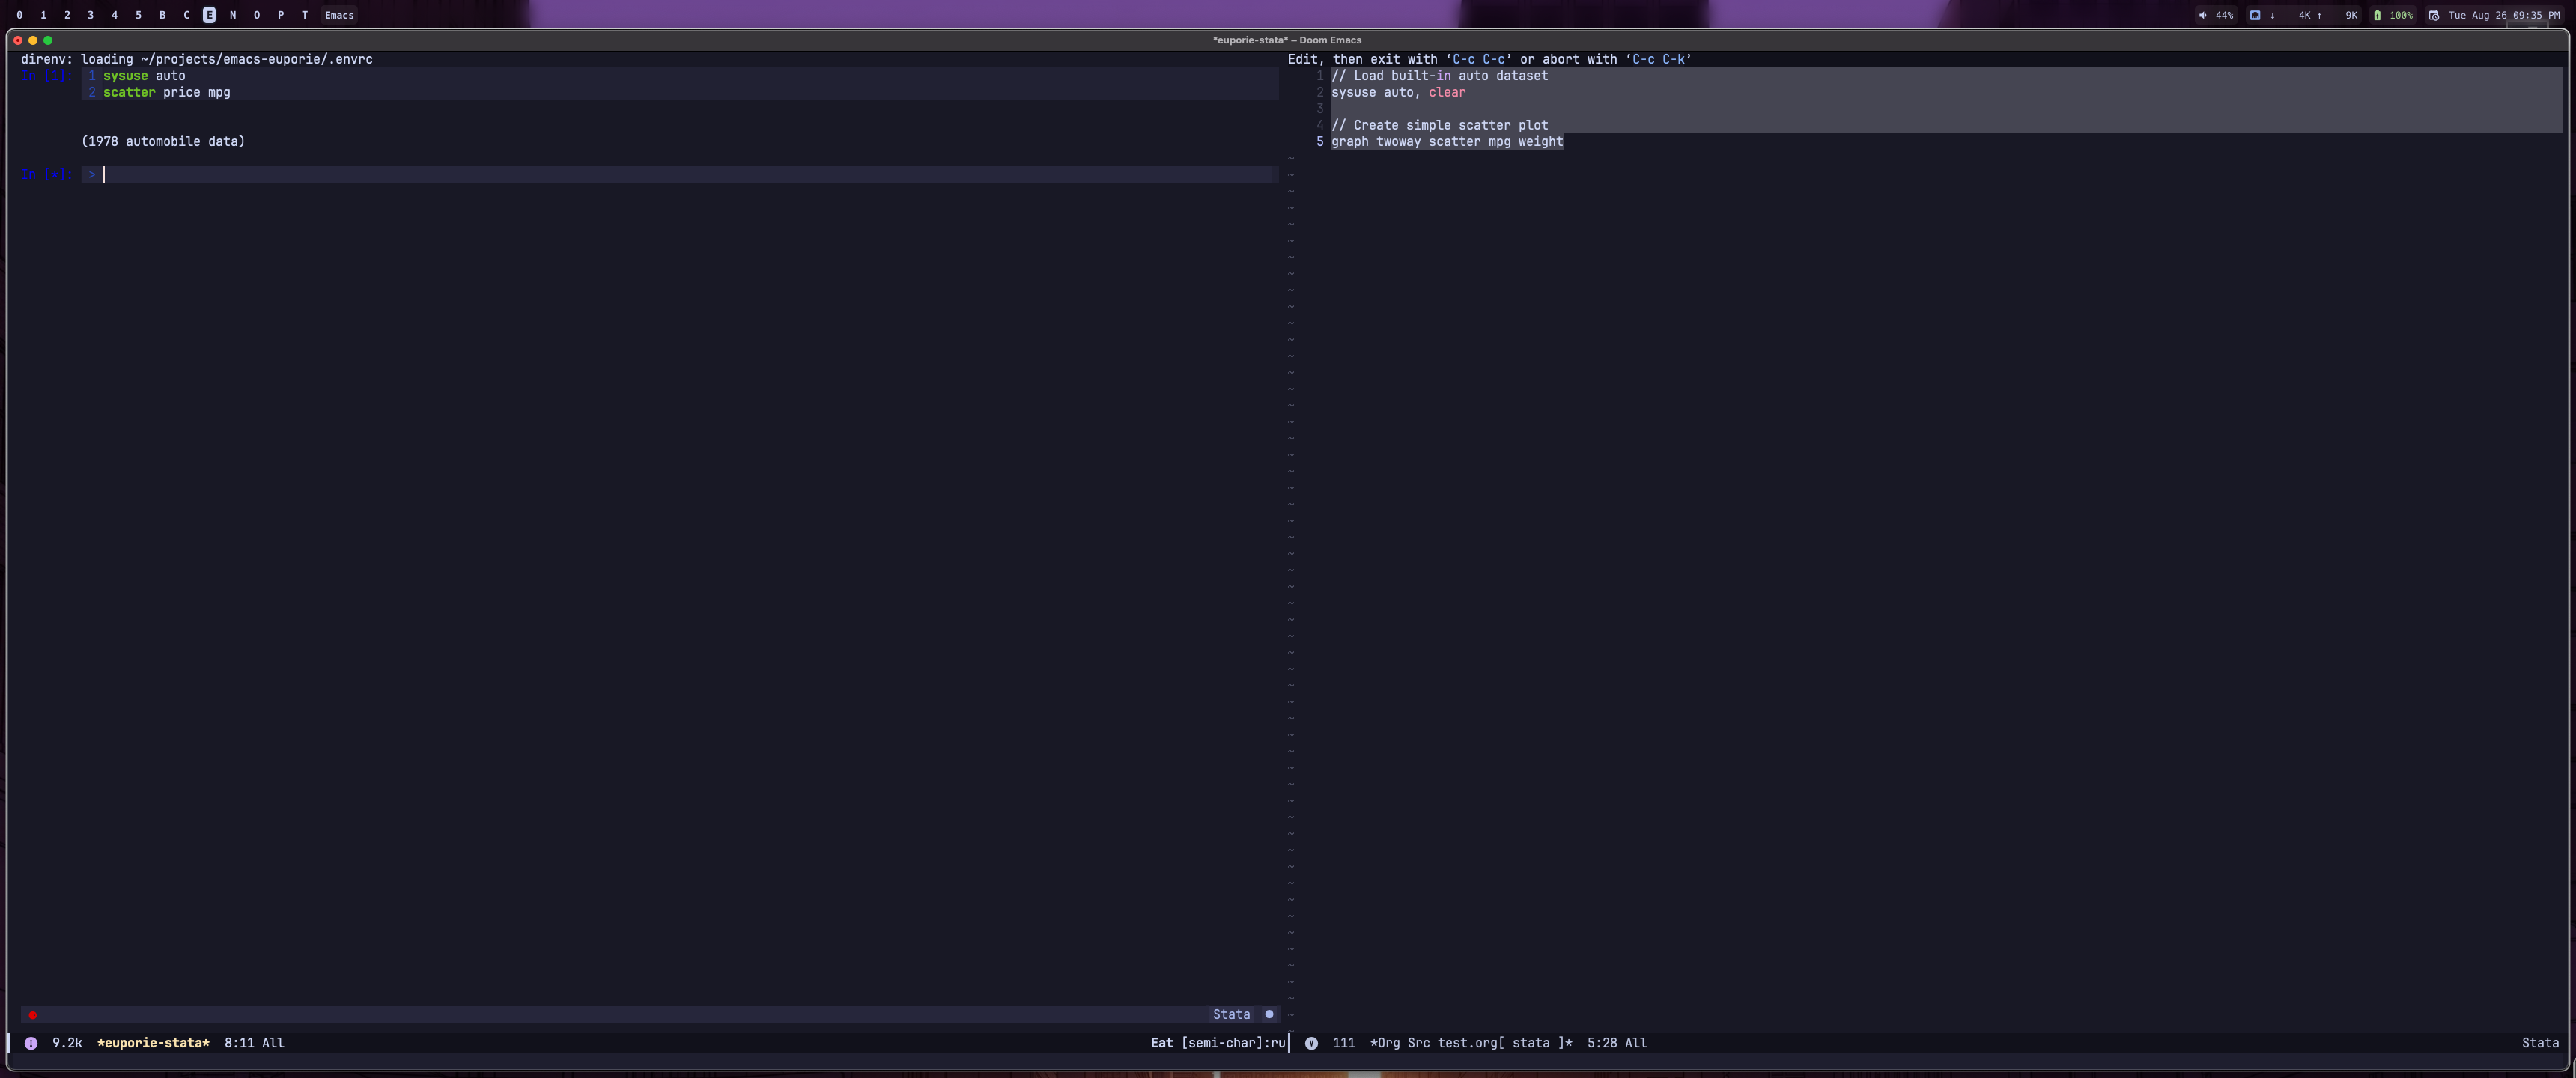 0 1 2 3 4 5 B C E N O P T Emacs
44% ↓ 4K ↑ 9K 100% Tue Aug 26 09:35 PM
*euporie-stata* – Doom Emacs
direnv: loading ~/projects/emacs-euporie/.envrc
In [1] 1 sysuse auto
2 scatter price mpg
(1978 automobile data)
In [*] >
Stata
I 9.2k *euporie-stata* 8:11 All Eat [semi-char]:ru
Edit, then exit with ‘C-c C-c’ or abort with ‘C-c C-k’
1 // Load built-in auto dataset
2 sysuse auto, clear
3
4 // Create simple scatter plot
5 graph twoway scatter mpg weight
V 111 *Org Src test.org[ stata ]* 5:28 All Stata